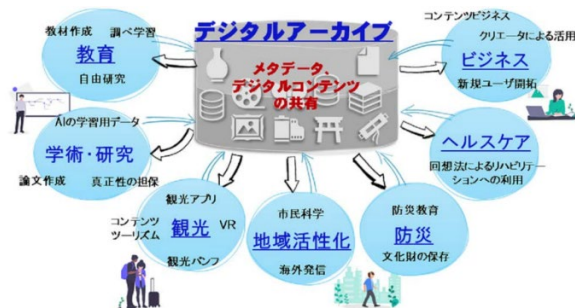 デジタルアーカイブ
メタデータ、
デジタルコンテンツ
の共有
教材作成 調べ学習
教育
自由研究
AIの学習用データ
学術・研究
論文作成 真正性の担保
観光アプリ
コンテンツ
ツーリズム
観光
VR
観光パンフ
市民科学
地域活性化
海外発信
防災教育
防災
文化財の保存
ヘルスケア
回想法によるリハビリテー
ションへの利用
コンテンツビジネス
クリエータによる活用
ビジネス
新規ユーザ開拓